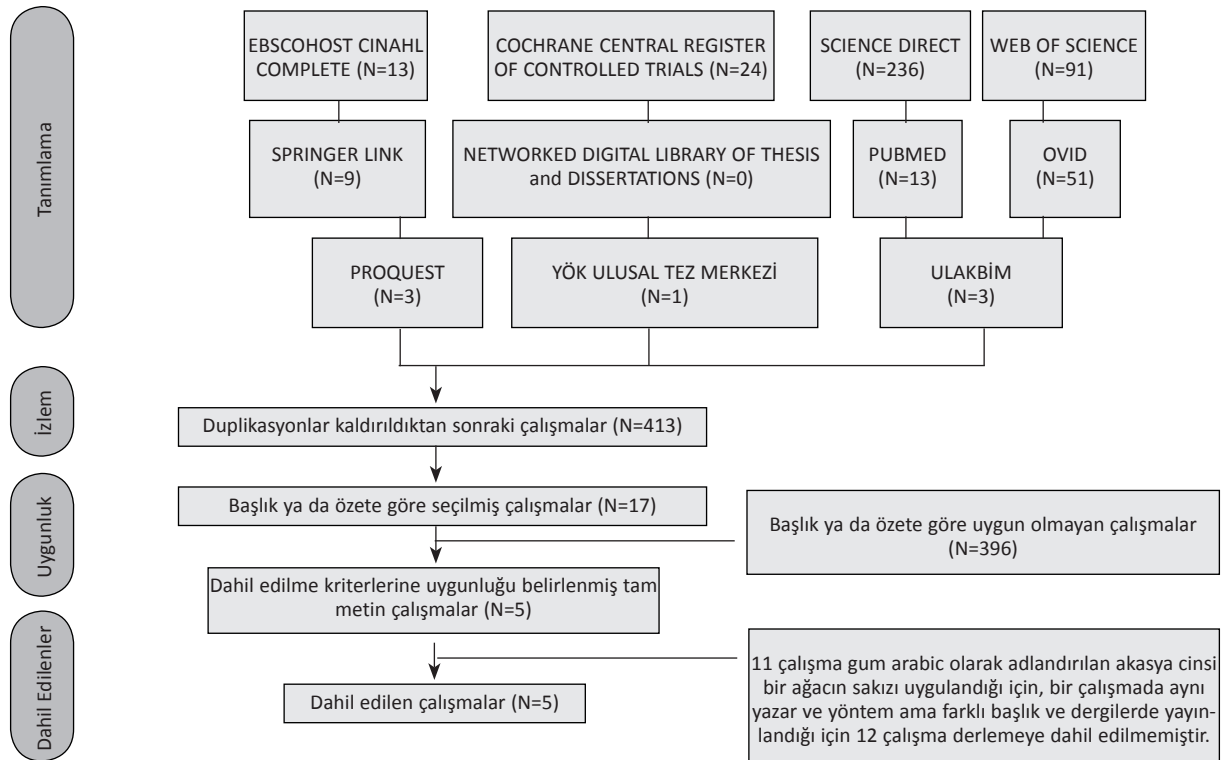 Tanımlama
EBSCOHOST CINAHL
COMPLETE (N=13)
COCHRANE CENTRAL REGISTER
OF CONTROLLED TRIALS (N=24)
SCIENCE DIRECT
(N=236)
WEB OF SCIENCE
(N=91)
SPRINGER LINK
(N=9)
NETWORKED DIGITAL LIBRARY OF THESIS
and DISSERTATIONS (N=0)
PUBMED
(N=13)
OVID
(N=51)
PROQUEST
(N=3)
YÖK ULUSAL TEZ MERKEZİ
(N=1)
ULAKBİM
(N=3)
İzlem
Duplikasyonlar kaldırıldıktan sonraki çalışmalar (N=413)
Uygunluk
Başlık ya da özete göre seçilmiş çalışmalar (N=17)
Başlık ya da özete göre uygun olmayan çalışmalar
(N=396)
Dahil edilme kriterlerine uygunluğu belirlenmiş tam
metin çalışmalar (N=5)
Dahil Edilenler
Dahil edilen çalışmalar (N=5)
11 çalışma gum arabic olarak adlandırılan akasya cinsi
bir ağacın sakızı uygulandığı için, bir çalışmada aynı
yazar ve yöntem ama farklı başlık ve dergilerde yayın-
landığı için 12 çalışma derlemeye dahil edilmemiştir.